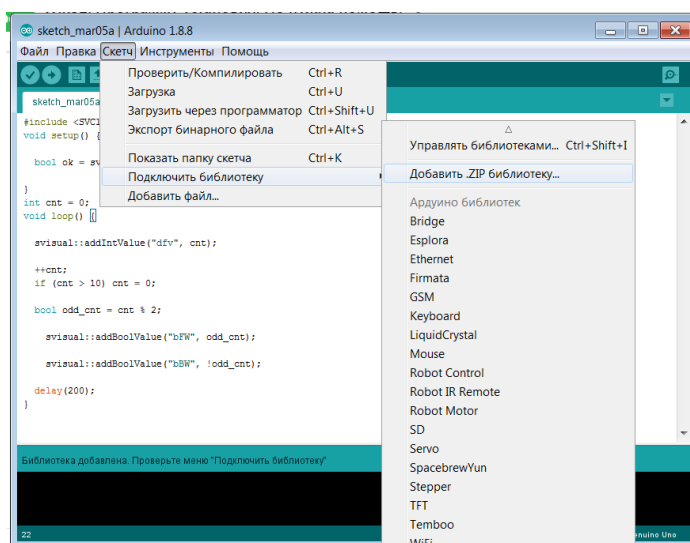 sketch_mar05a | Arduino 1.8.8
Файл Правка Скетч Инструменты Помощь
Проверить/Компилировать Ctrl+R
Загрузка Ctrl+U
Загрузить через программатор Ctrl+Shift+U
Экспорт бинарного файла Ctrl+Alt+S
Показать папку скетча Ctrl+K
Подключить библиотеку
Добавить файл...
Управлять библиотеками... Ctrl+Shift+I
Добавить .ZIP библиотеку...
Ардуино библиотек
Bridge
Esplora
Ethernet
Firmata
GSM
Keyboard
LiquidCrystal
Mouse
Robot Control
Robot IR Remote
Robot Motor
SD
Servo
SpacebrewYun
Stepper
TFT
Temboo
WiFi
sketch_mar05a
#include
void setup() {
bool ok =
}
int cnt = 0;
void loop() {
svisual::addIntValue("dfv", cnt);
++cnt;
if (cnt > 10) cnt = 0;
bool odd_cnt = cnt % 2;
svisual::addBoolValue("bFW", odd_cnt);
svisual::addBoolValue("bBW", !odd_cnt);
delay(200);
}
Библиотека добавлена. Проверьте меню "Подключить библиотеку"
22
Uno